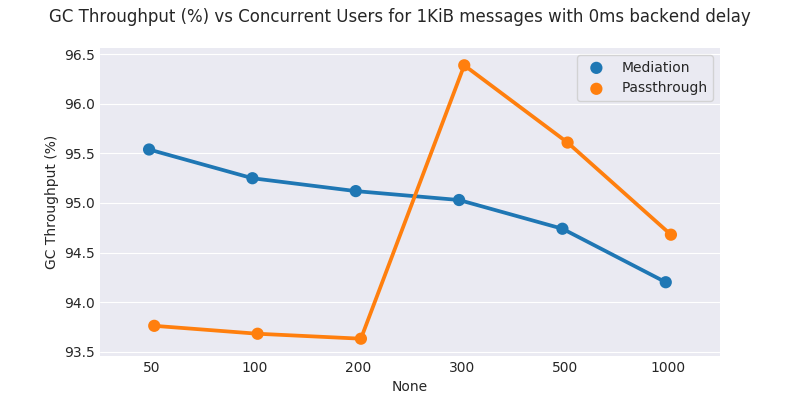 GC Throughput (%) vs Concurrent Users for 1KiB messages with 0ms backend delay
Mediation
Passthrough
GC Throughput (%)
96.5
96.0
95.5
95.0
94.5
94.0
93.5
50 100 200 300 500 1000
None